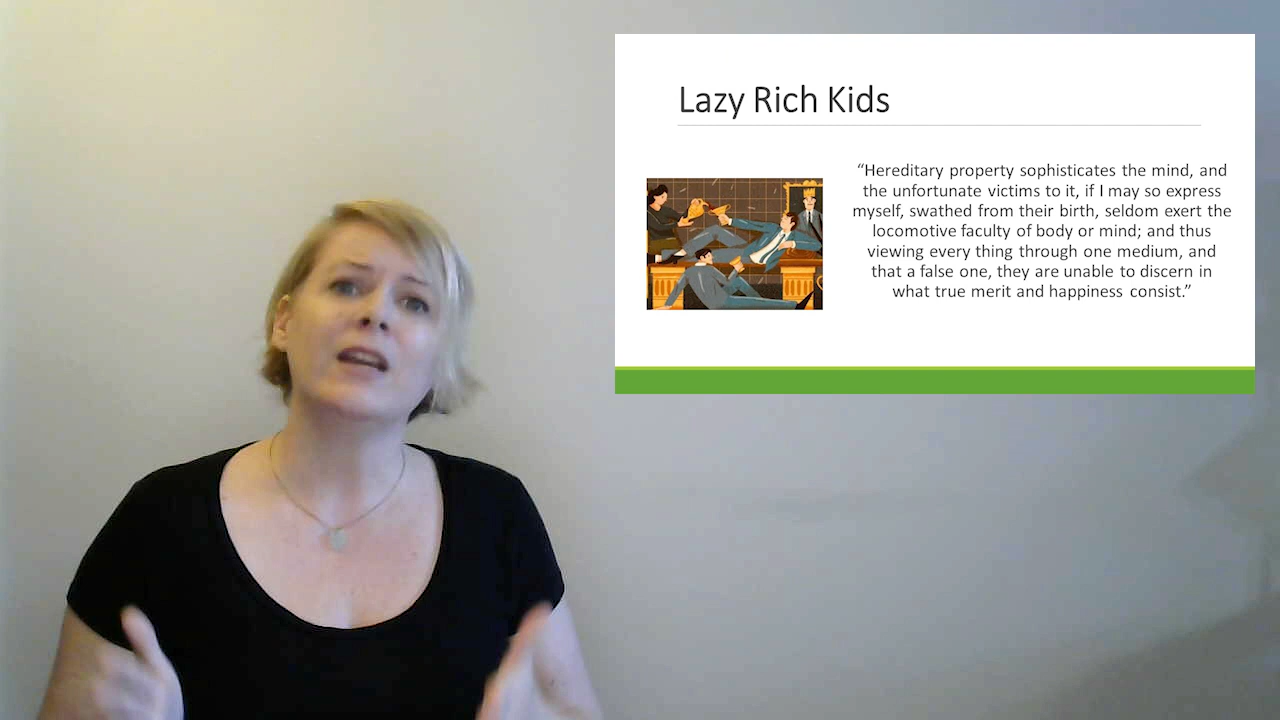 Lazy Rich Kids
“Hereditary property sophisticates the mind, and
the unfortunate victims to it, if I may so express
myself, swathed from their birth, seldom exert the
locomotive faculty of body or mind; and thus
viewing every thing through one medium, and
that a false one, they are unable to discern in
what true merit and happiness consist.”